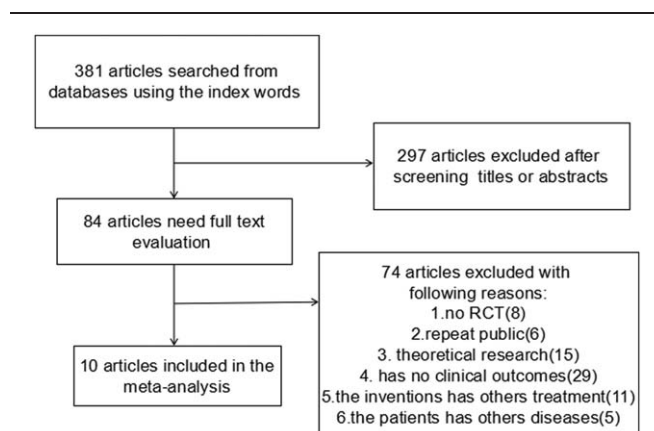 381 articles searched from
databases using the index words
297 articles excluded after
screening titles or abstracts
84 articles need full text
evaluation
74 articles excluded with
following reasons:
1.no RCT(8)
2.repeat public(6)
3. theoretical research(15)
4. has no clinical outcomes(29)
5.the inventions has others treatment(11)
6.the patients has others diseases(5)
10 articles included in the
meta-analysis